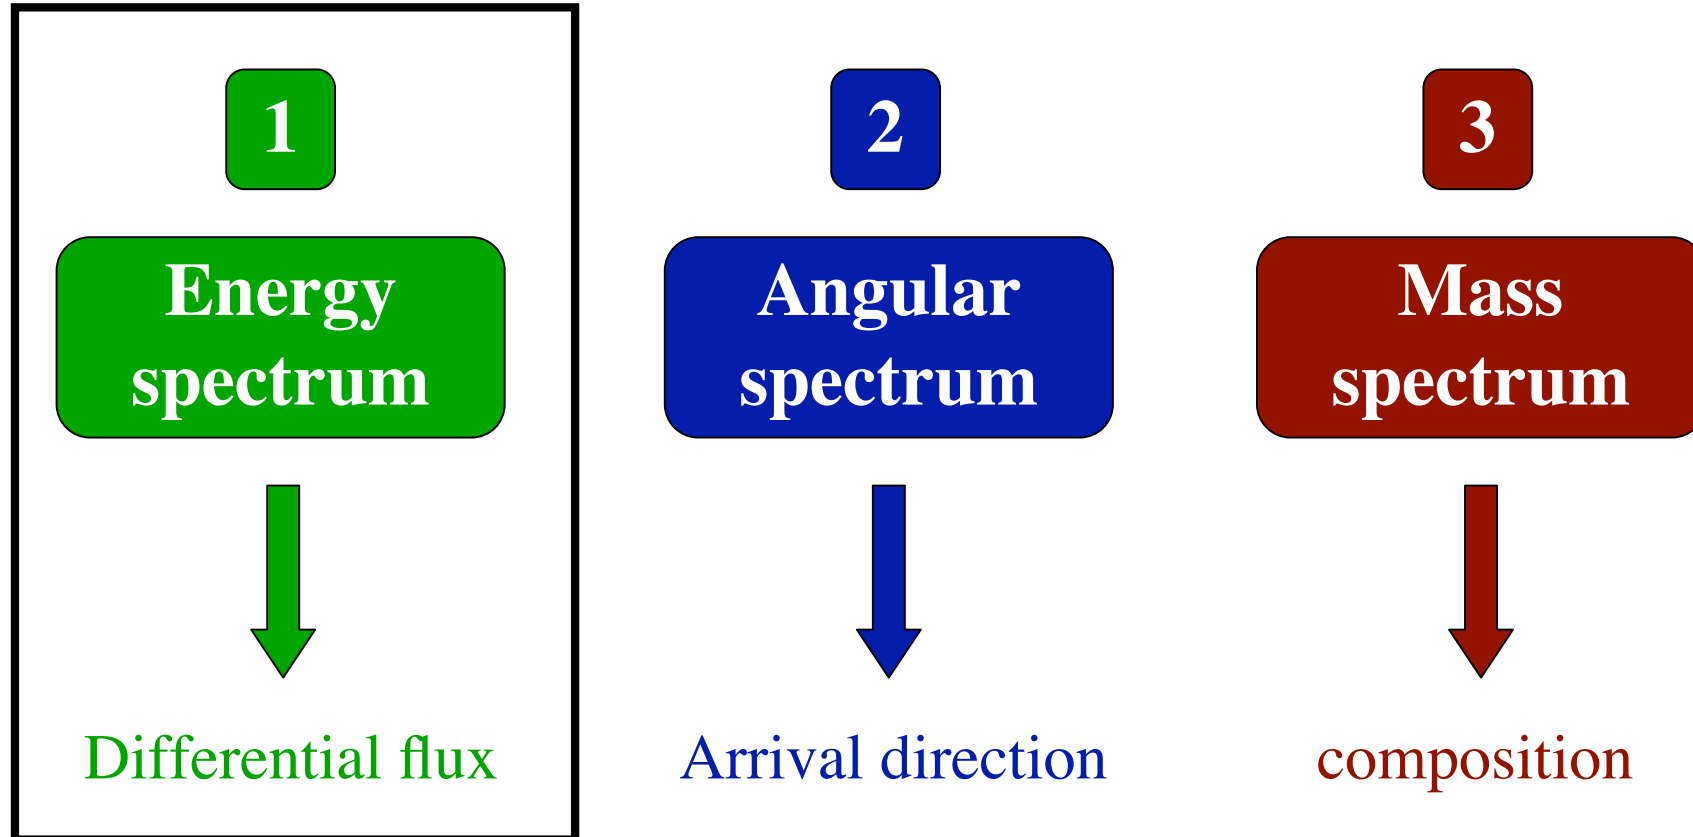 1
Energy
spectrum
Differential flux
2
Angular
spectrum
Arrival direction
3
Mass
spectrum
composition